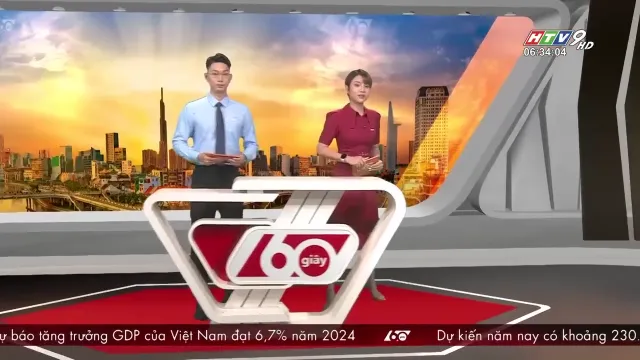 HTV9 HD
06:34:04
60 giây
ự báo tăng trưởng GDP của Việt Nam đạt 6,7% năm 2024 60 Dự kiến năm nay có khoảng 230